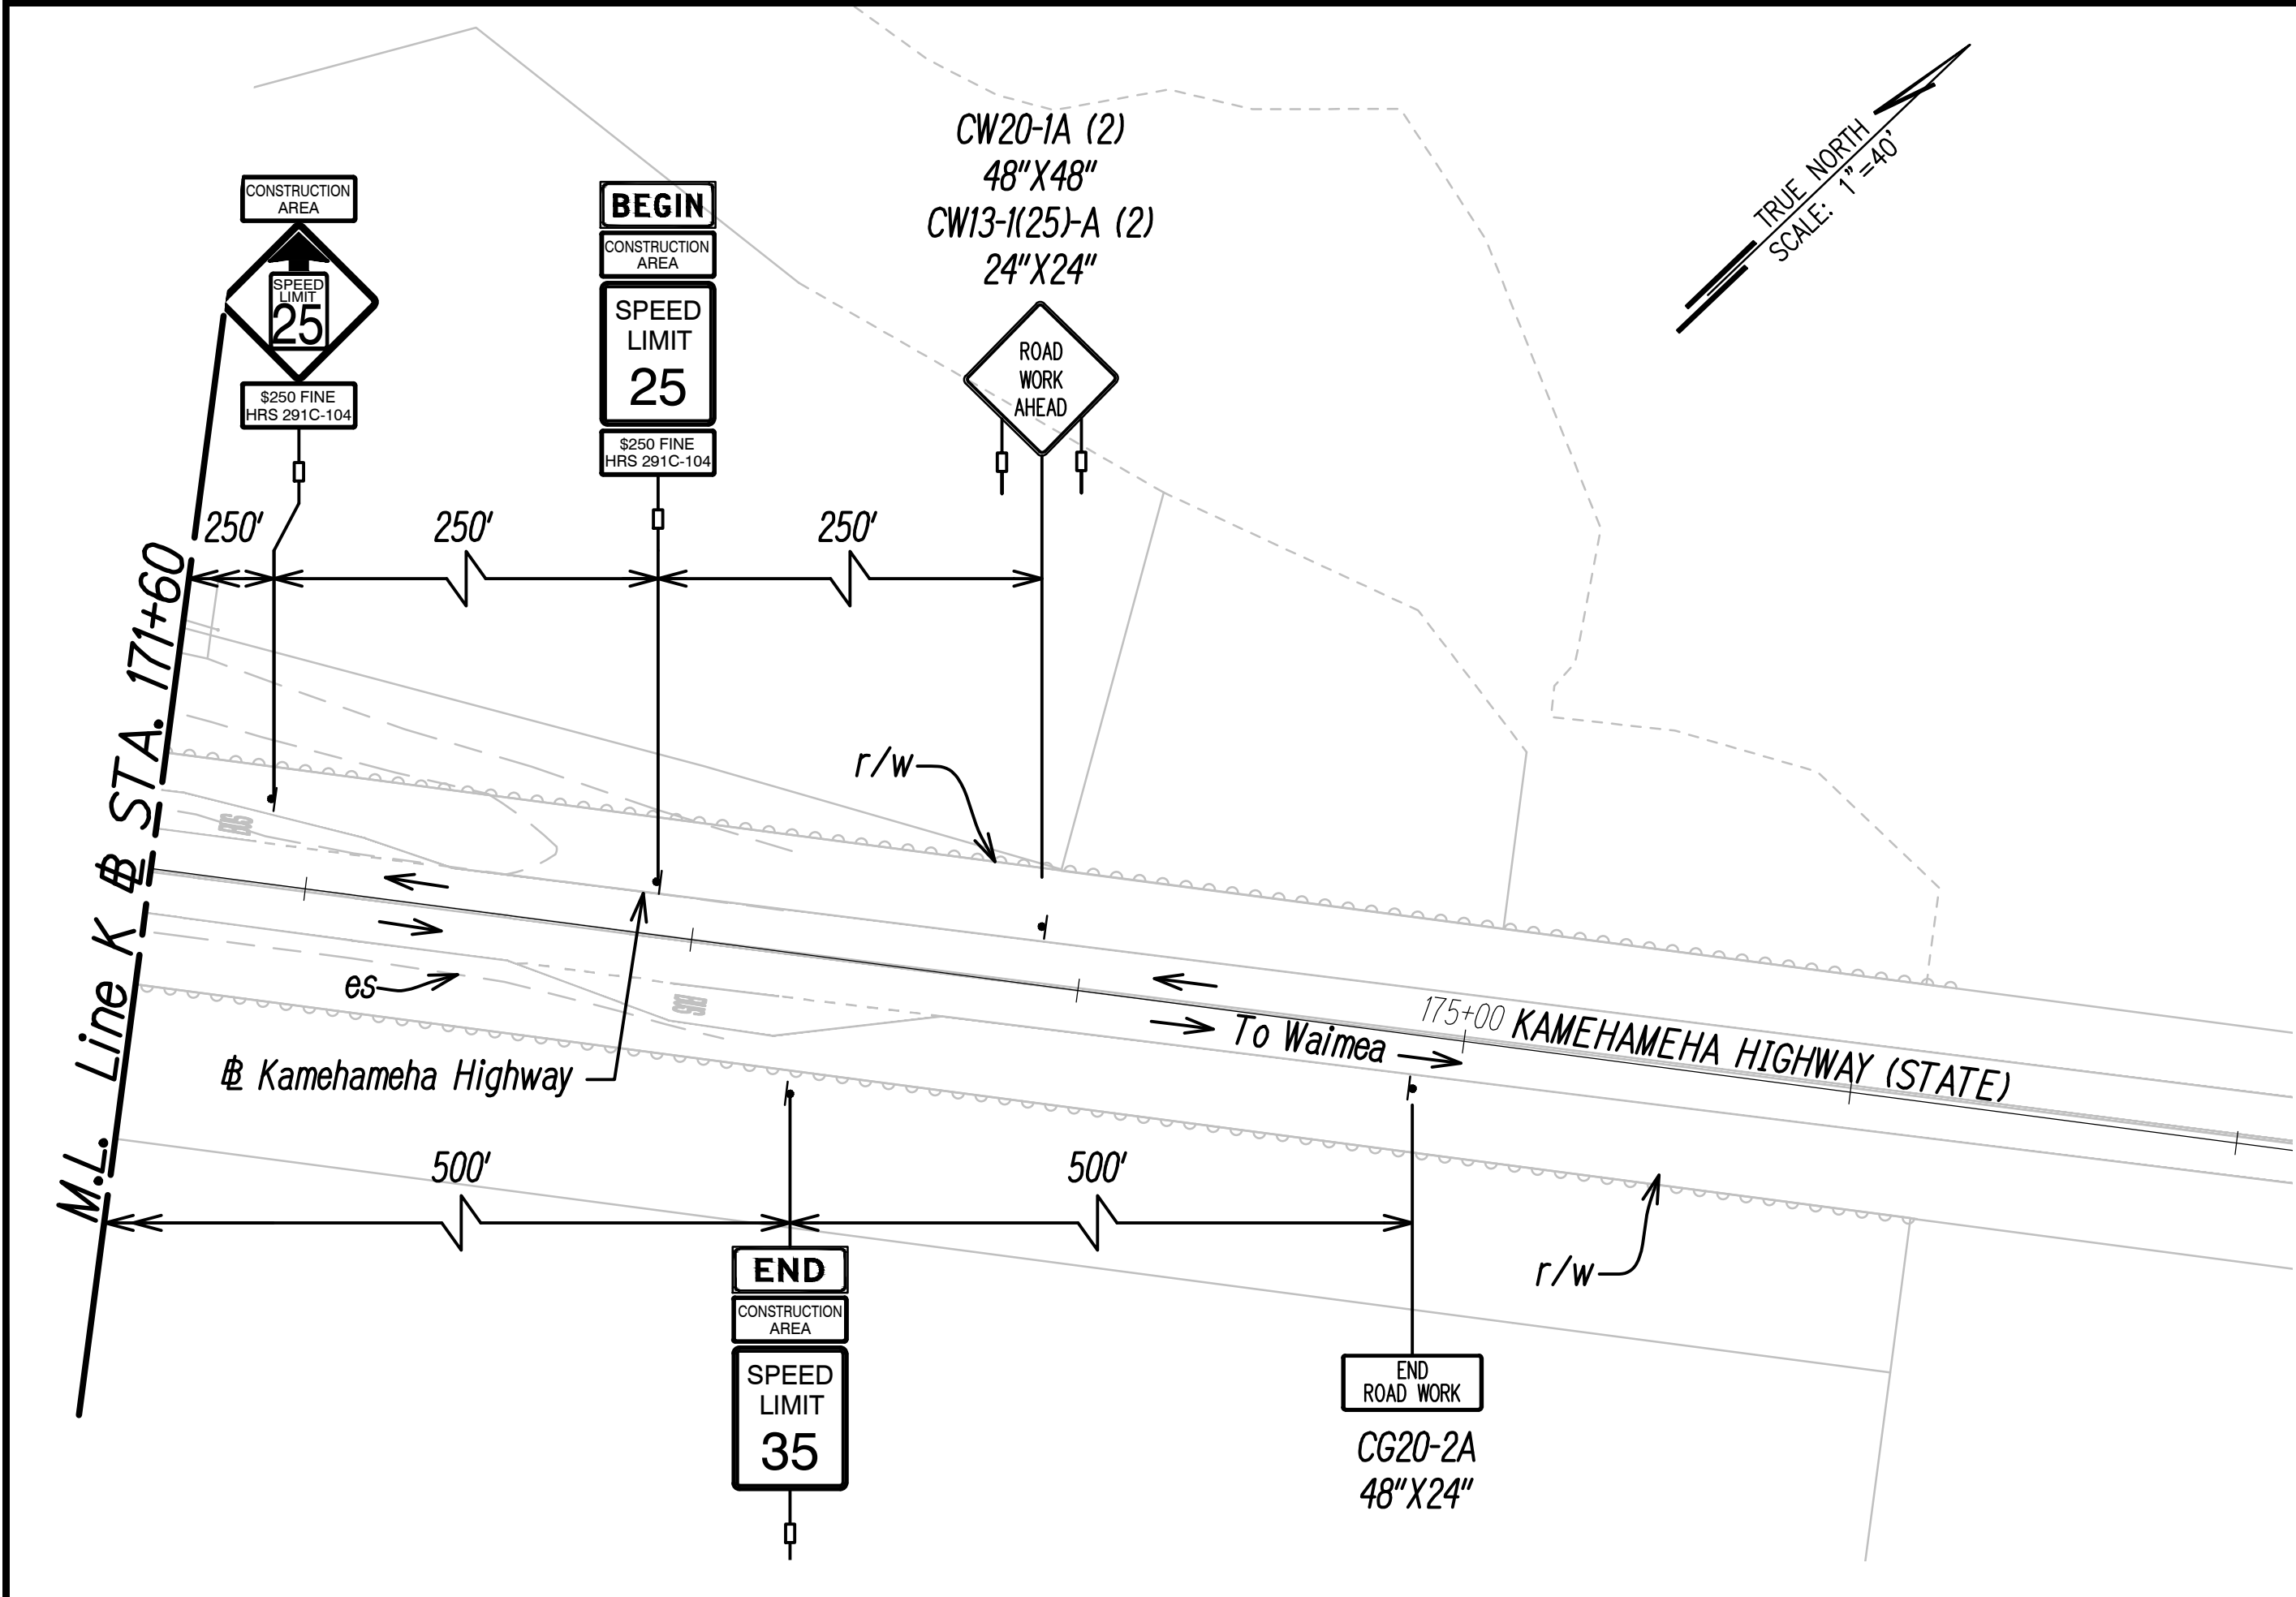 CW20-1A (2)
48"X48"
CW13-1(25)-A (2)
24"X24"
TRUE NORTH
SCALE: 1"=40'
CONSTRUCTION
AREA
SPEED
LIMIT
25
$250 FINE
HRS 291C-104
BEGIN
CONSTRUCTION
AREA
SPEED
LIMIT
25
$250 FINE
HRS 291C-104
ROAD
WORK
AHEAD
250'
250'
250'
M.L. Line K B STA. 171+60
r/w
es
B Kamehameha Highway
To Waimea
175+00
KAMEHAMEHA HIGHWAY (STATE)
500'
500'
r/w
END
CONSTRUCTION
AREA
SPEED
LIMIT
35
END
ROAD WORK
CG20-2A
48"X24"